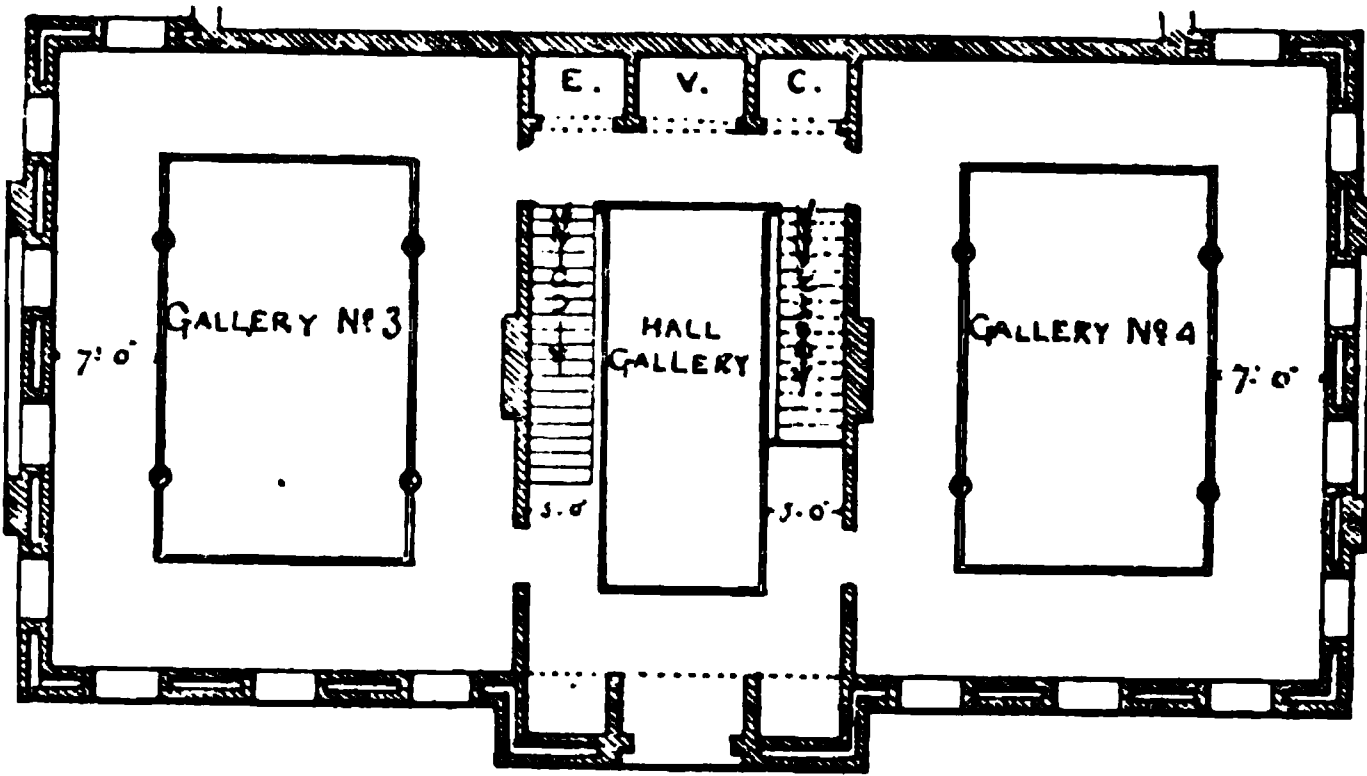 E. V. C.
GALLERY Nº 3
HALL
GALLERY
GALLERY Nº 4
7'. 0"
7'. 0"
5. 0"
5. 0"